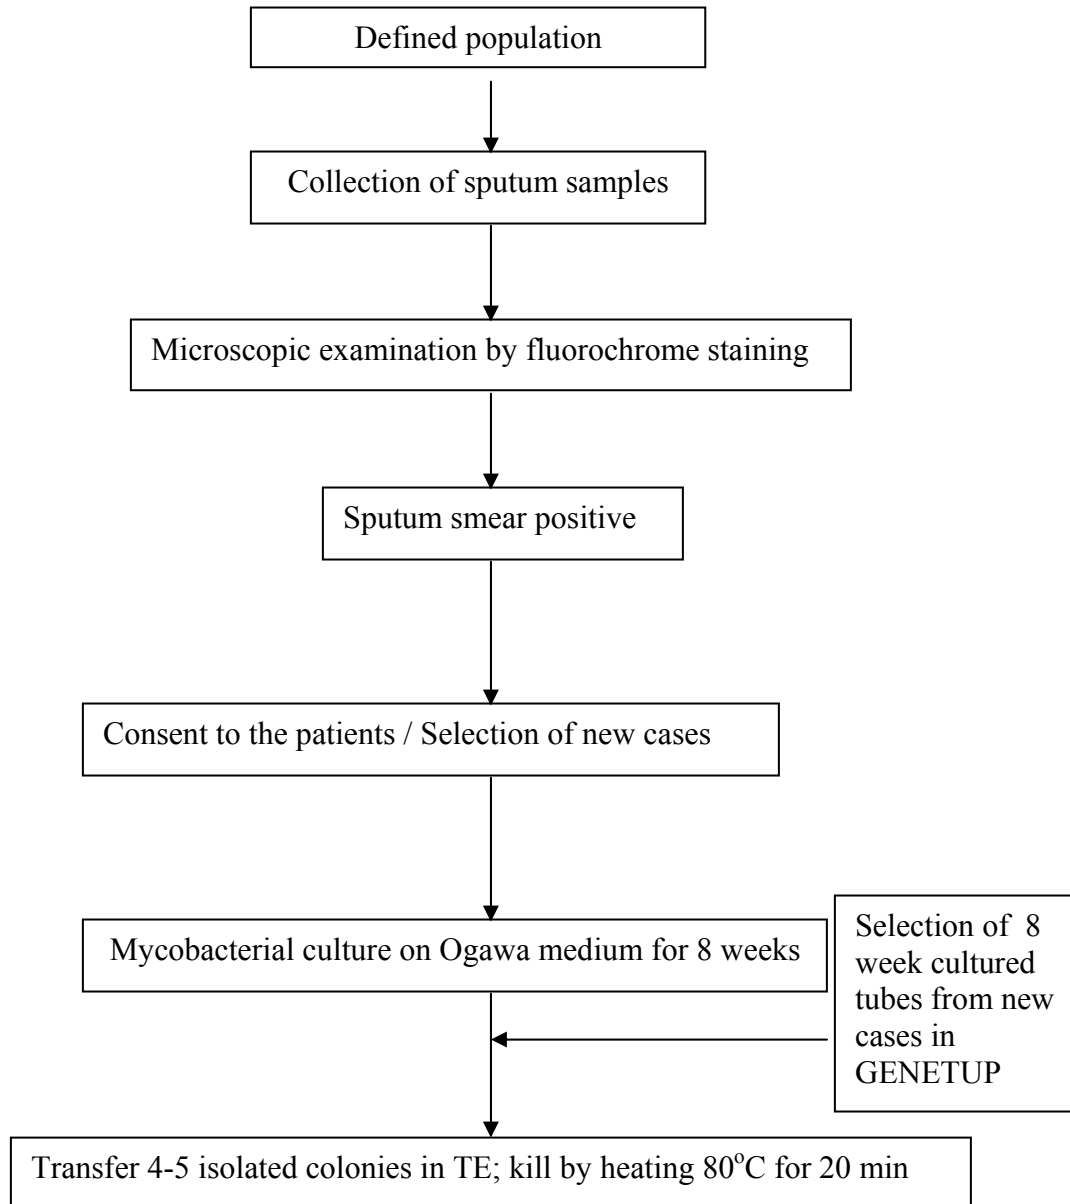 Defined population
Collection of sputum samples
Microscopic examination by fluorochrome staining
Sputum smear positive
Consent to the patients / Selection of new cases
Mycobacterial culture on Ogawa medium for 8 weeks
Selection of  8
week cultured
tubes from new
cases in
GENETUP
Transfer 4-5 isolated colonies in TE; kill by heating 80°C for 20 min